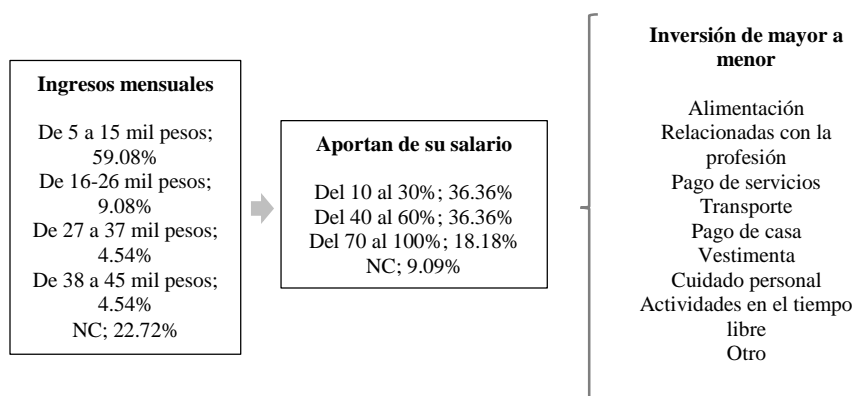 Ingresos mensuales
De 5 a 15 mil pesos;
59.08%
De 16-26 mil pesos;
9.08%
De 27 a 37 mil pesos;
4.54%
De 38 a 45 mil pesos;
4.54%
NC; 22.72%
Aportan de su salario
Del 10 al 30%; 36.36%
Del 40 al 60%; 36.36%
Del 70 al 100%; 18.18%
NC; 9.09%
Inversión de mayor a
menor
Alimentación
Relacionadas con la
profesión
Pago de servicios
Transporte
Pago de casa
Vestimenta
Cuidado personal
Actividades en el tiempo
libre
Otro